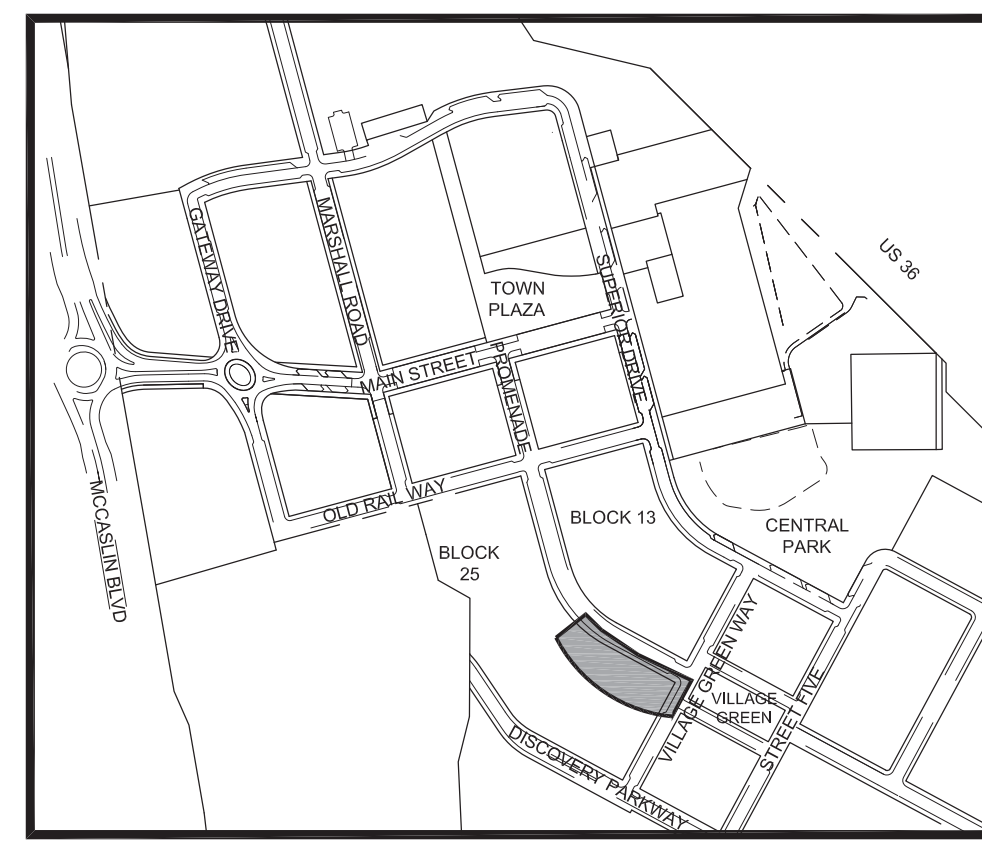 US 36
GATEWAY DRIVE
MARSHALL ROAD
SUPERIOR DRIVE
TOWN
PLAZA
MAIN STREET
PROMENADE
MCCASLIN BLVD
OLD RAIL WAY
BLOCK 13
CENTRAL
PARK
BLOCK
25
VILLAGE GREEN WAY
VILLAGE
GREEN
STREET FIVE
DISCOVERY PARKWAY